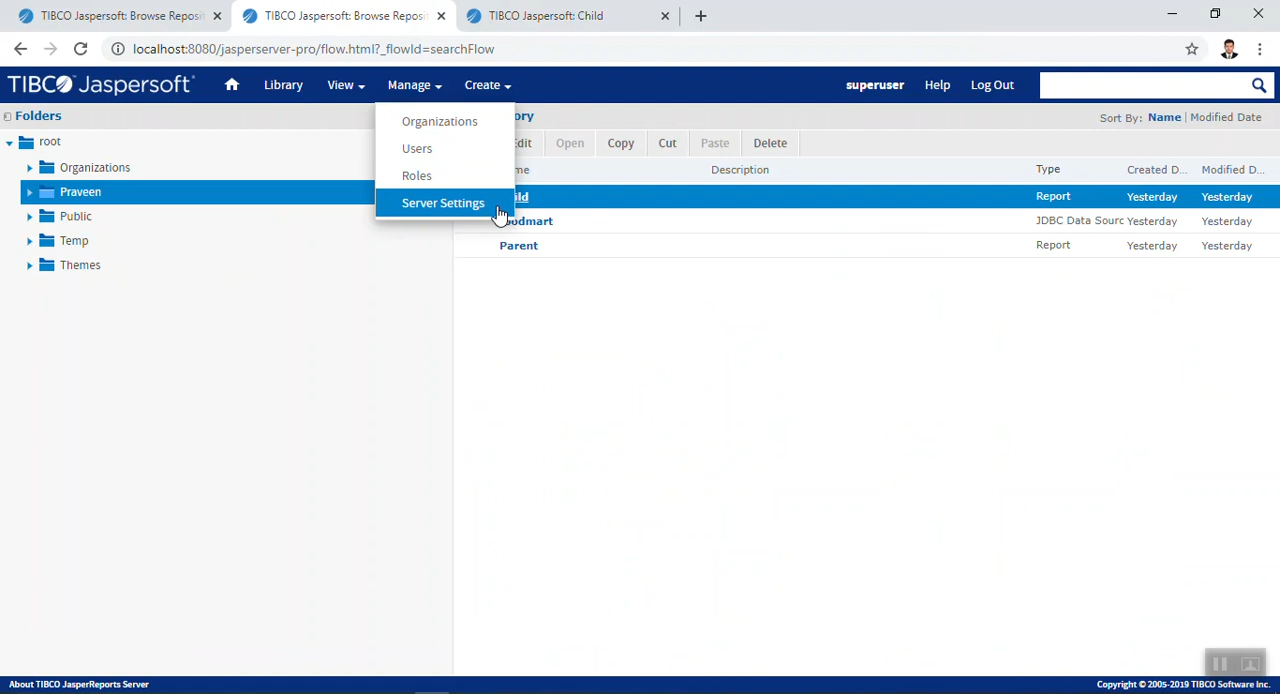 TIBCO Jaspersoft: Browse Reposi
TIBCO Jaspersoft: Browse Reposi
TIBCO Jaspersoft: Child
localhost:8080/jasperserver-pro/flow.html?_flowId=searchFlow
TIBCO Jaspersoft
Library
View
Manage
Create
superuser
Help
Log Out
Folders
Sort By: Name | Modified Date
root
Organizations
Praveen
Public
Temp
Themes
Organizations
Users
Roles
Server Settings
Open
Copy
Cut
Paste
Delete
Description
Type
Created D...
Modified D...
Report
Yesterday
Yesterday
JDBC Data Sourc
Yesterday
Yesterday
Parent
Report
Yesterday
Yesterday
About TIBCO JasperReports Server
Copyright © 2005-2019 TIBCO Software Inc.